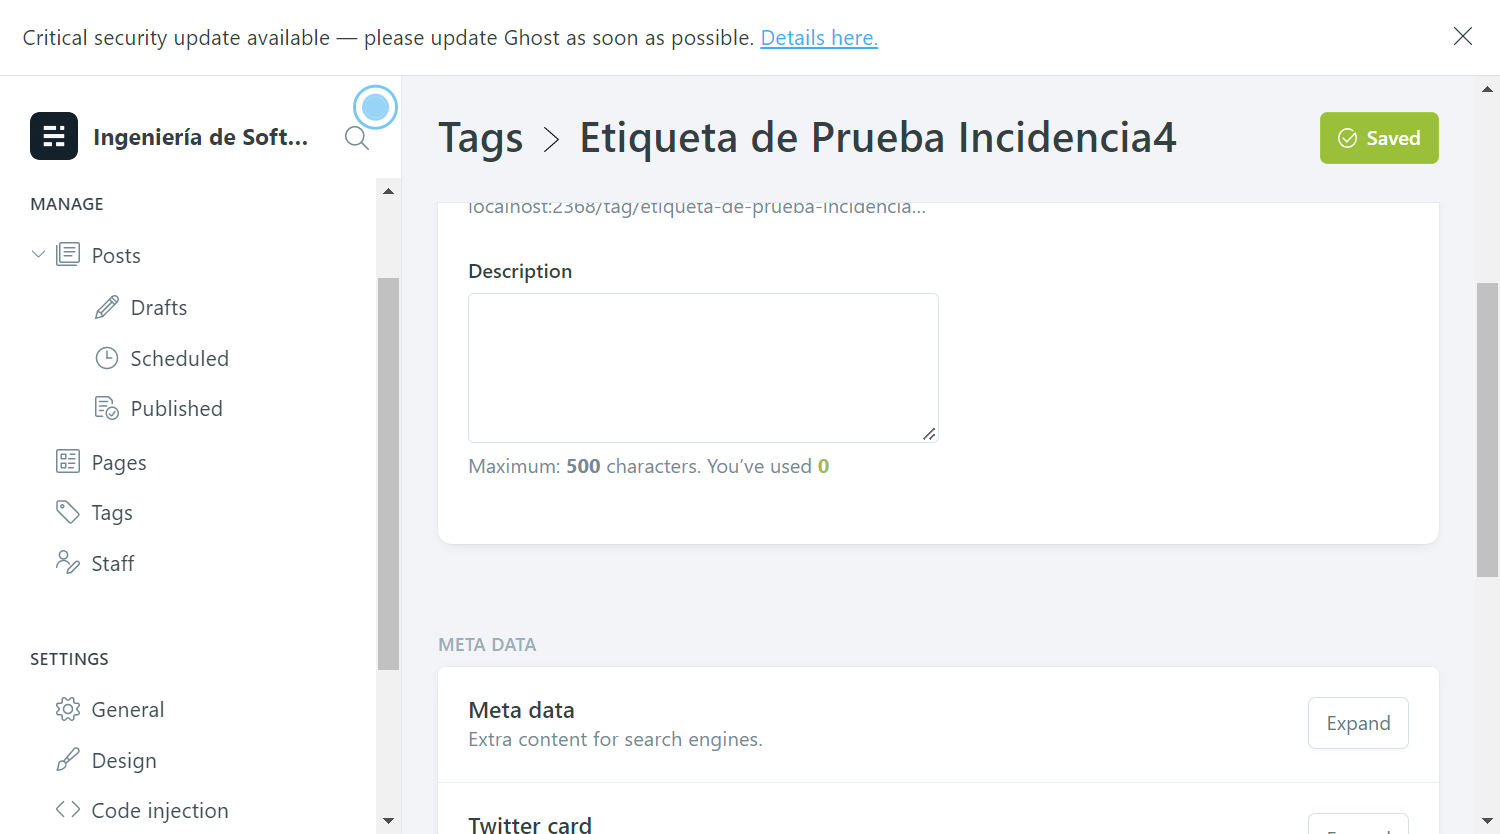 Critical security update available — please update Ghost as soon as possible. Details here.
Ingeniería de Soft...
MANAGE
Posts
Drafts
Scheduled
Published
Pages
Tags
Staff
SETTINGS
General
Design
Code injection
Tags > Etiqueta de Prueba Incidencia4
Saved
localhost:2368/tag/etiqueta-de-prueba-incidencia...
Description
Maximum: 500 characters. You’ve used 0
META DATA
Meta data
Extra content for search engines.
Expand
Twitter card
Expand